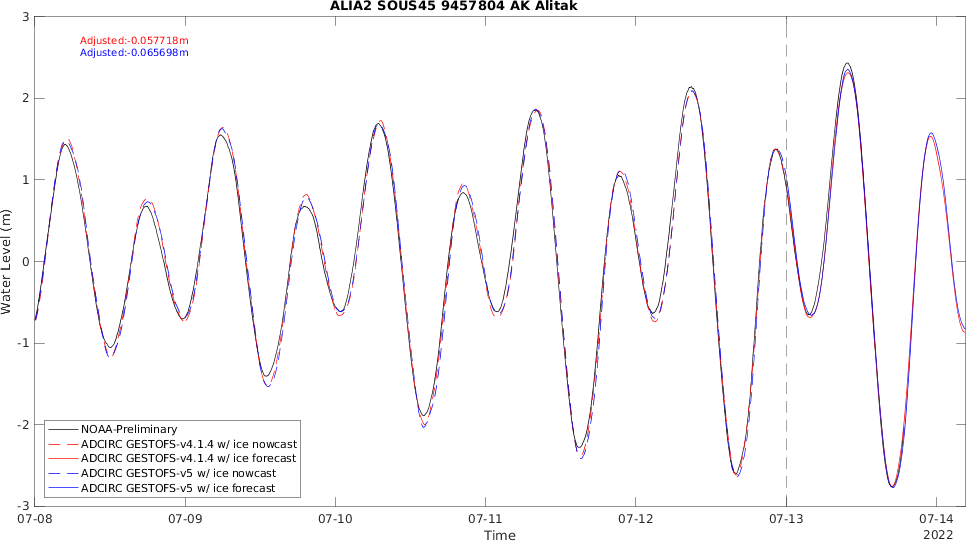 ALIA2 SOUS45 9457804 AK Alitak
Adjusted:-0.057718m
Adjusted:-0.065698m
Water Level (m)
3
2
1
0
-1
-2
-3
NOAA-Preliminary
ADCIRC GESTOFS-v4.1.4 w/ ice nowcast
ADCIRC GESTOFS-v4.1.4 w/ ice forecast
ADCIRC GESTOFS-v5 w/ ice nowcast
ADCIRC GESTOFS-v5 w/ ice forecast
07-08 07-09 07-10 07-11 07-12 07-13 07-14
Time
2022